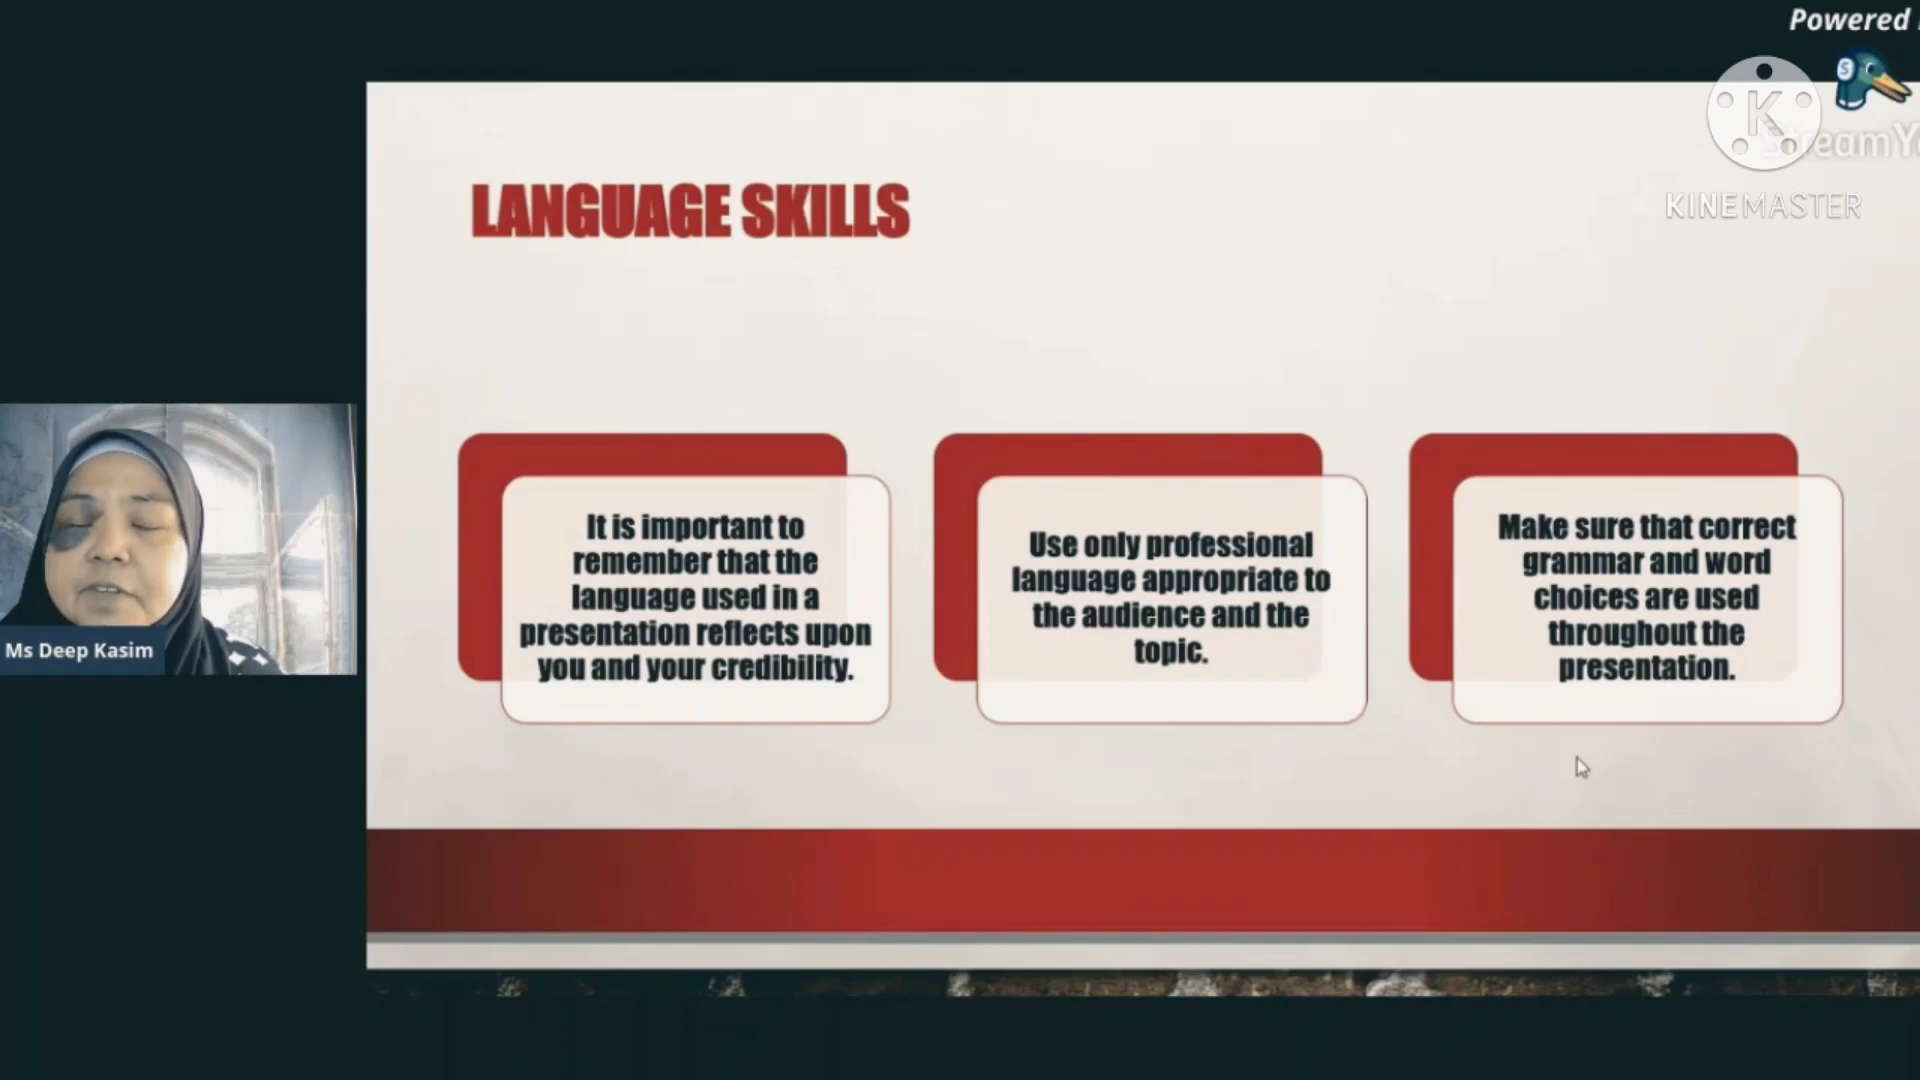 Powered
StreamY
K
KINEMASTER
LANGUAGE SKILLS
It is important to
remember that the
language used in a
presentation reflects upon
you and your credibility.
Use only professional
language appropriate to
the audience and the
topic.
Make sure that correct
grammar and word
choices are used
throughout the
presentation.
Ms Deep Kasim